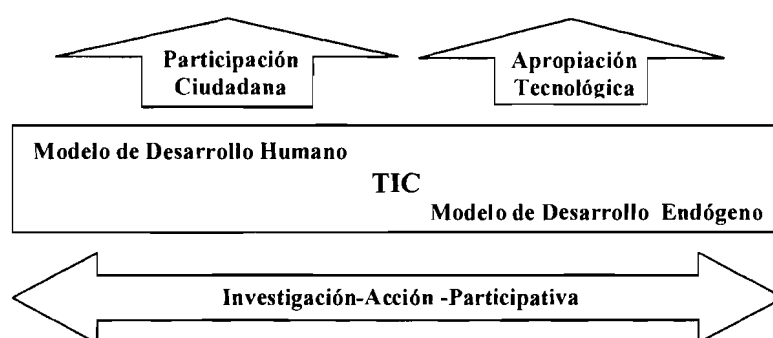 Participación
Ciudadana
Apropiación
Tecnológica
Modelo de Desarrollo Humano
TIC
Modelo de Desarrollo Endógeno
Investigación-Acción -Participativa